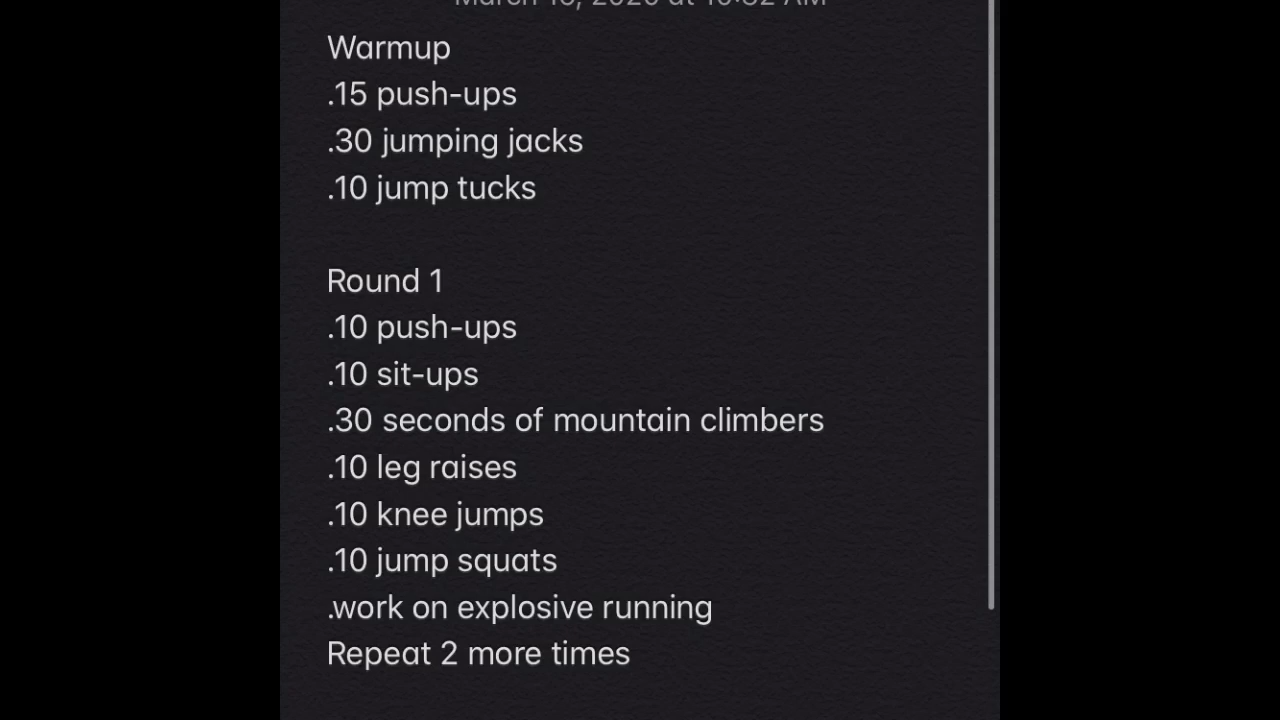 Warmup
.15 push-ups
.30 jumping jacks
.10 jump tucks
Round 1
.10 push-ups
.10 sit-ups
.30 seconds of mountain climbers
.10 leg raises
.10 knee jumps
.10 jump squats
.work on explosive running
Repeat 2 more times